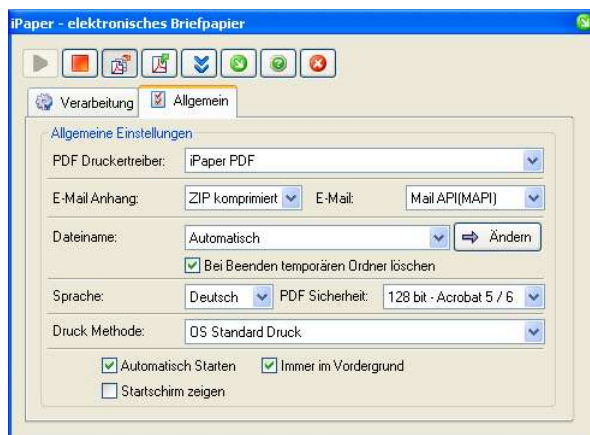 iPaper - elektronisches Briefpapier
Verarbeitung Allgemein
Allgemeine Einstellungen
PDF Druckertreiber: iPaper PDF
E-Mail Anhang: ZIP komprimiert E-Mail: Mail API(MAPI)
Dateiname: Automatisch Ändern
Bei Beenden temporären Ordner löschen
Sprache: Deutsch PDF Sicherheit: 128 bit - Acrobat 5 / 6
Druck Methode: OS Standard Druck
Automatisch Starten Immer im Vordergrund
Startschirm zeigen